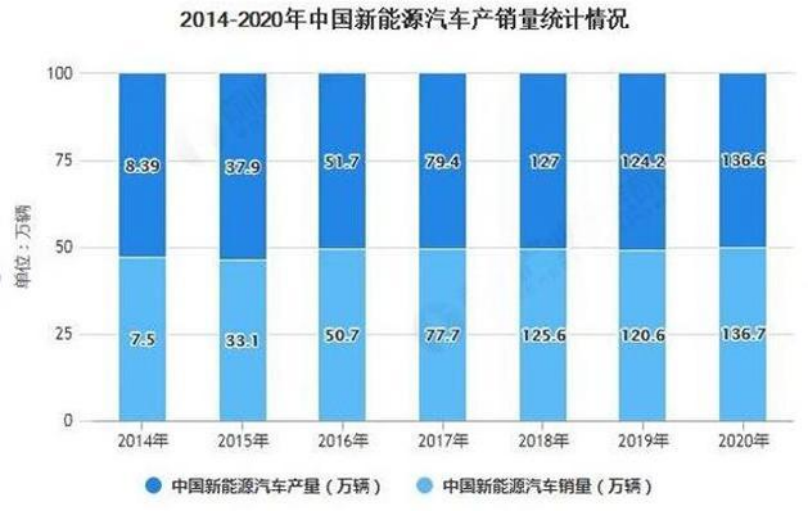 2014-2020年中国新能源汽车产销量统计情况
100
8.39 37.9 51.7 79.4 127 124.2 136.6
75
单位：万辆
50
7.5 33.1 50.7 77.7 125.6 120.6 136.7
25
0
2014年 2015年 2016年 2017年 2018年 2019年 2020年
中国新能源汽车产量（万辆） 中国新能源汽车销量（万辆）